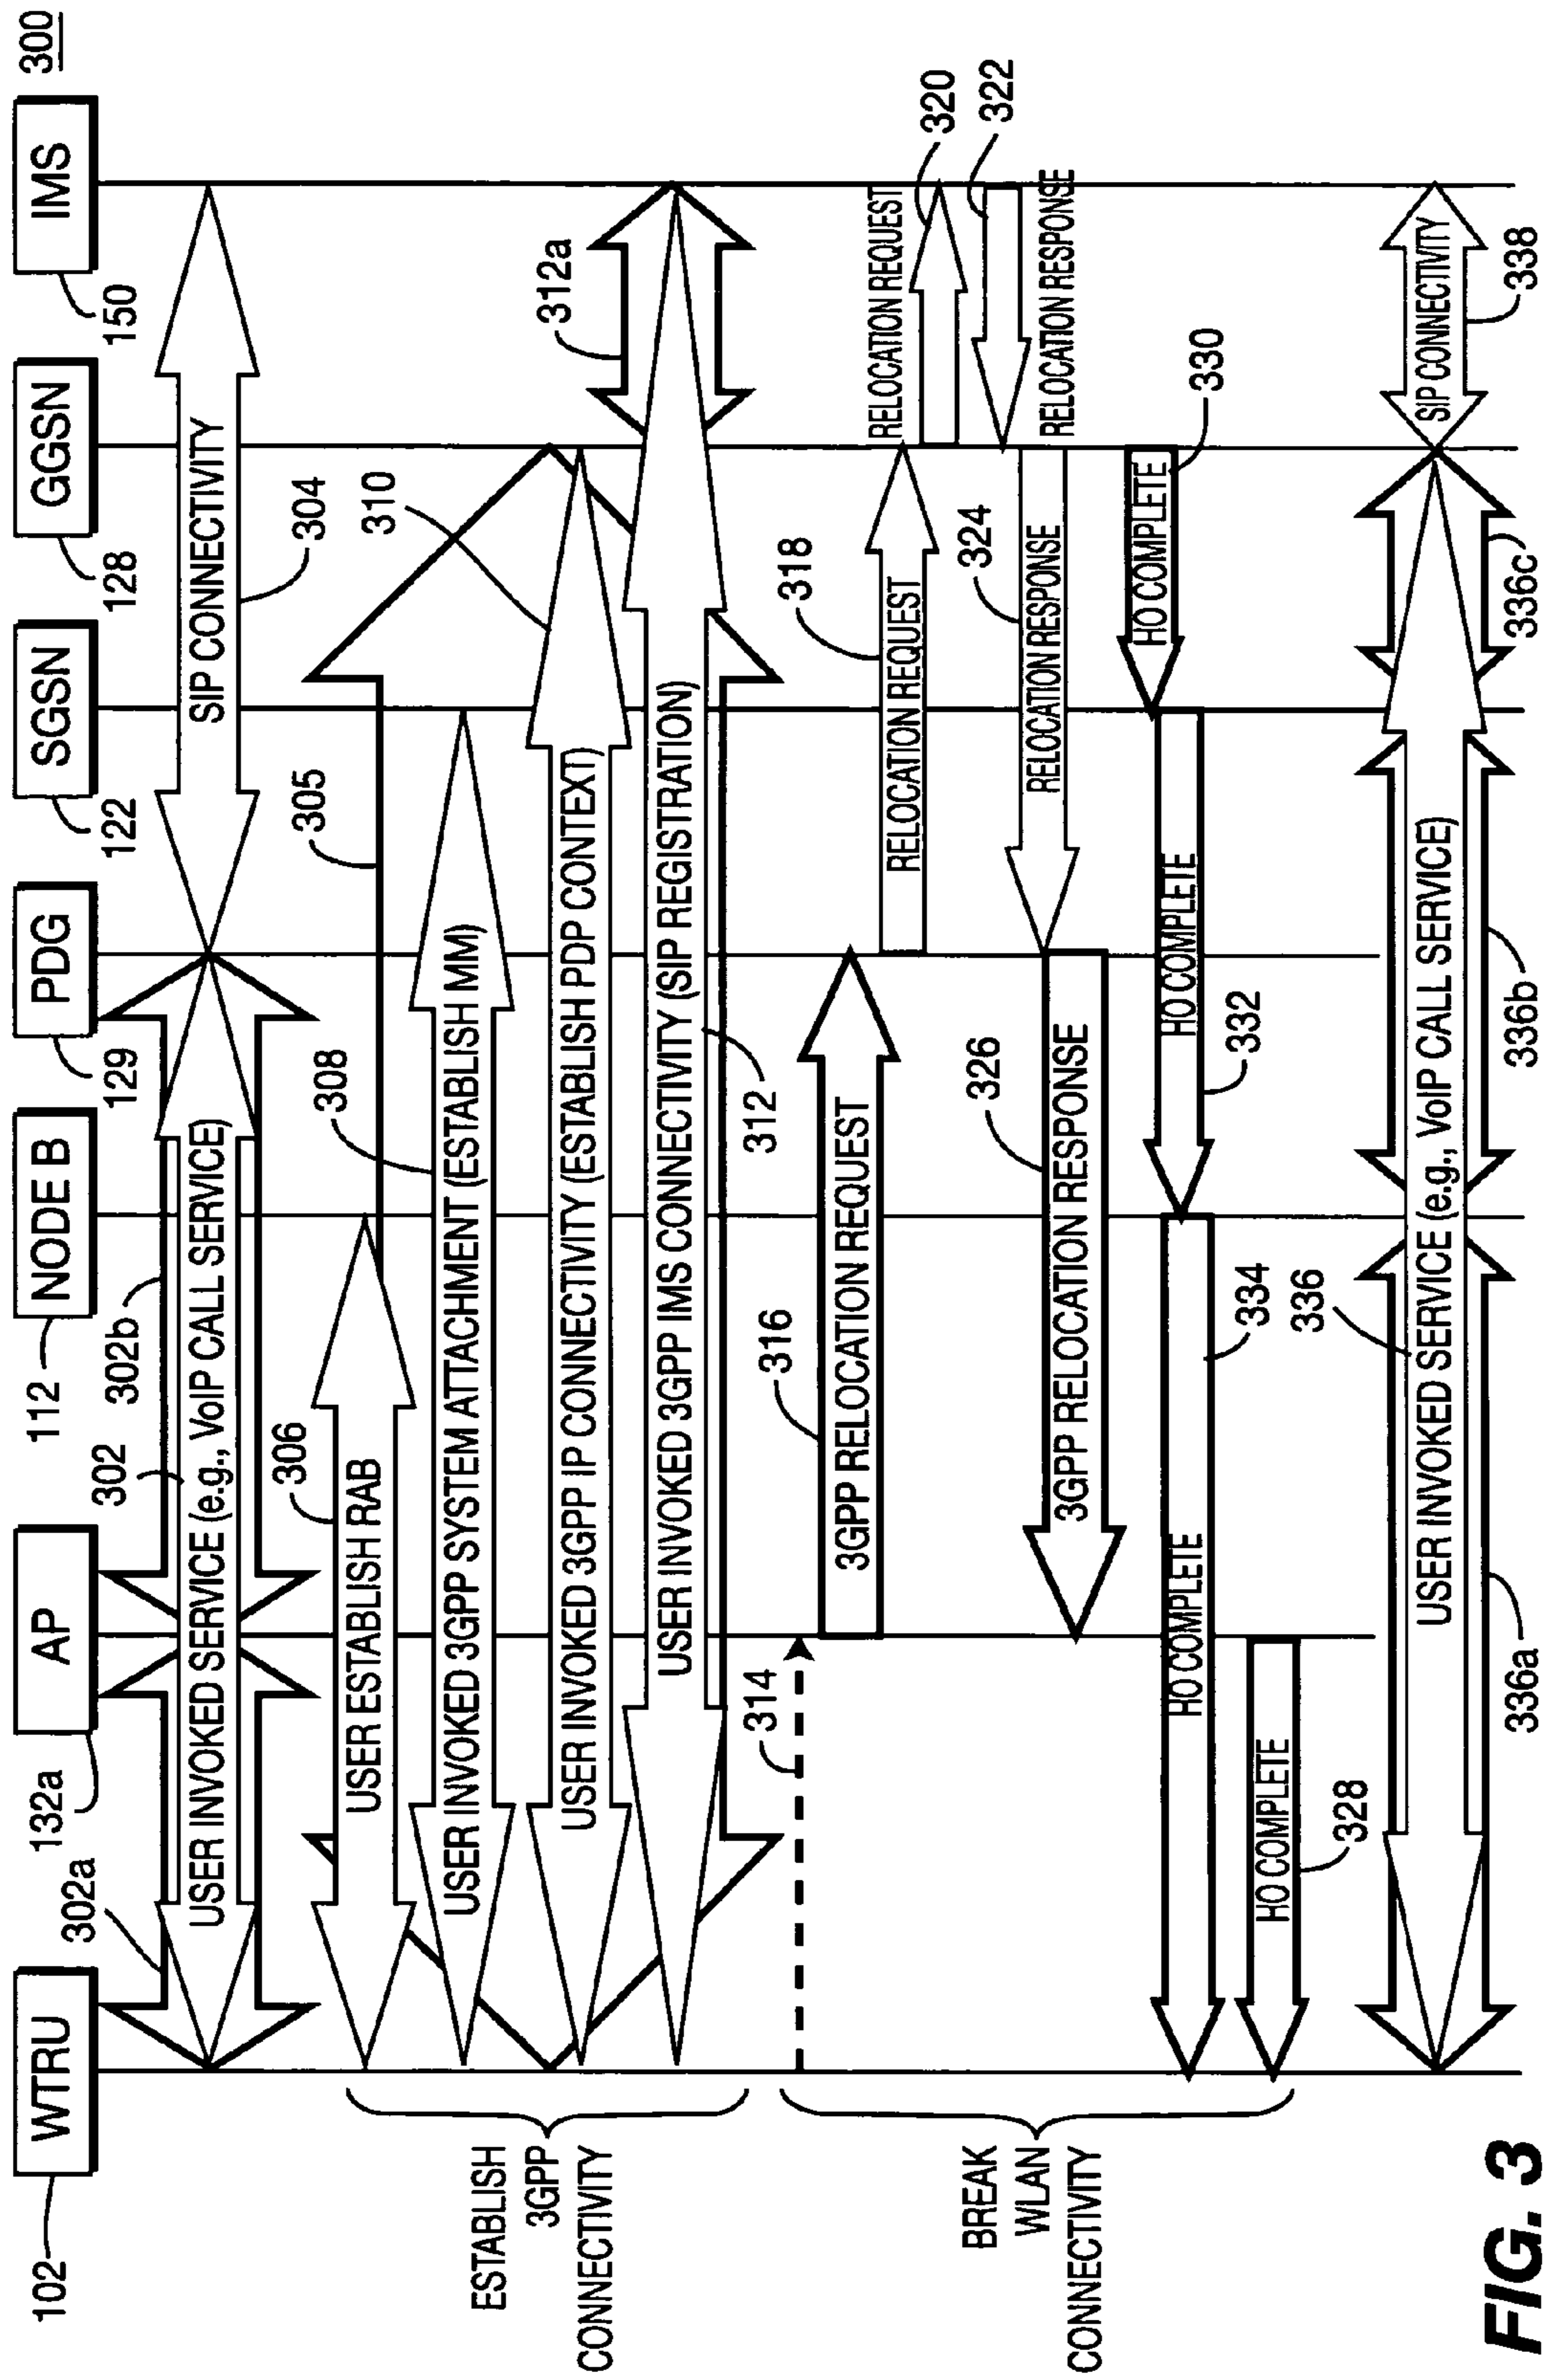 300
WTRU
AP
NODE B
PDG
SGSN
GGSN
IMS
102
132a
112
129
122
128
150
302a
302
302b
USER INVOKED SERVICE (e.g., VoIP CALL SERVICE)
SIP CONNECTIVITY
304
305
306
USER ESTABLISH RAB
308
USER INVOKED 3GPP SYSTEM ATTACHMENT (ESTABLISH MM)
310
USER INVOKED 3GPP IP CONNECTIVITY (ESTABLISH PDP CONTEXT)
312a
USER INVOKED 3GPP IMS CONNECTIVITY (SIP REGISTRATION)
312
ESTABLISH
3GPP
CONNECTIVITY
314
316
3GPP RELOCATION REQUEST
318
RELOCATION REQUEST
RELOCATION REQUEST
320
322
RELOCATION RESPONSE
324
RELOCATION RESPONSE
326
3GPP RELOCATION RESPONSE
330
HO COMPLETE
HO COMPLETE
332
HO COMPLETE
334
HO COMPLETE
328
BREAK
WLAN
CONNECTIVITY
336
USER INVOKED SERVICE (e.g., VoIP CALL SERVICE)
SIP CONNECTIVITY
336a
336b
336c
338
FIG. 3